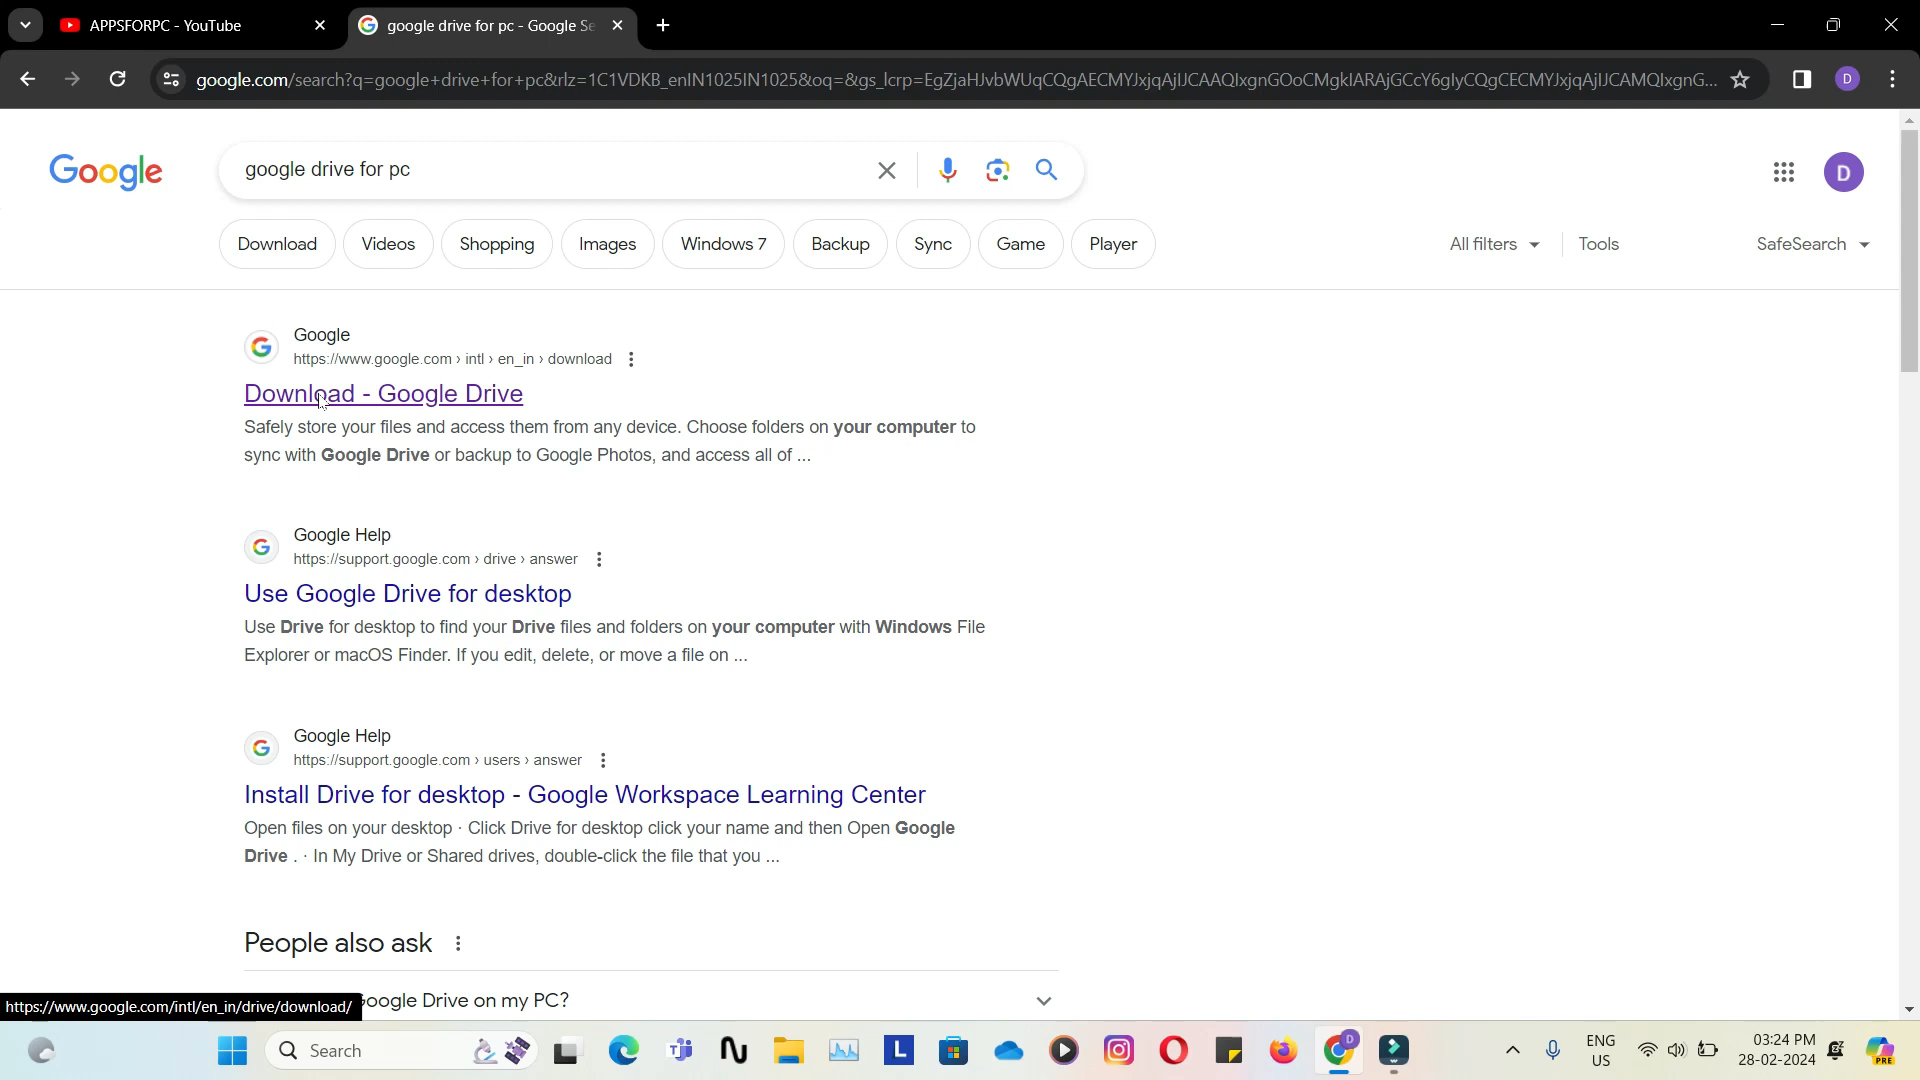 APPSFORPC - YouTube
google drive for pc - Google Se
google.com/search?q=google+drive+for+pc&rlz=1C1VDKB_enIN1025IN1025&oq=&gs_lcrp=EgZjaHJvbWUqCQgAECMYJxjqAjIJCAAQIxgnGOoCMgkIARAjGCcY6gIyCQgCECMYJxjqAjIJCAMQIxgnG...
D
Google
google drive for pc
D
Download
Videos
Shopping
Images
Windows 7
Backup
Sync
Game
Player
All filters
Tools
SafeSearch
Google
https://www.google.com › intl › en_in › download
Download - Google Drive
Safely store your files and access them from any device. Choose folders on your computer to
sync with Google Drive or backup to Google Photos, and access all of ...
Google Help
https://support.google.com › drive › answer
Use Google Drive for desktop
Use Drive for desktop to find your Drive files and folders on your computer with Windows File
Explorer or macOS Finder. If you edit, delete, or move a file on ...
Google Help
https://support.google.com › users › answer
Install Drive for desktop - Google Workspace Learning Center
Open files on your desktop · Click Drive for desktop click your name and then Open Google
Drive . · In My Drive or Shared drives, double-click the file that you ...
People also ask
oogle Drive on my PC?
https://www.google.com/intl/en_in/drive/download/
Search
L
D
ENG
US
03:24 PM
28-02-2024
PRE